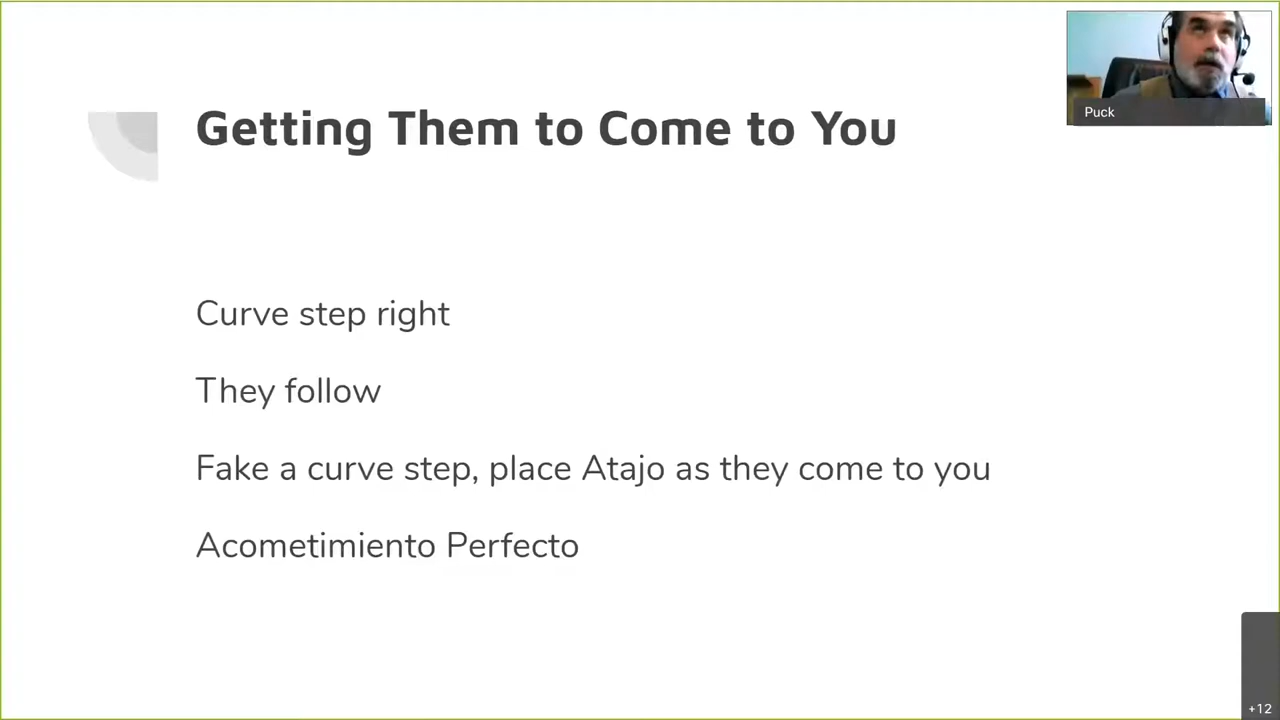 Getting Them to Come to You
Puck
Curve step right
They follow
Fake a curve step, place Atajo as they come to you
Acometimiento Perfecto
+12